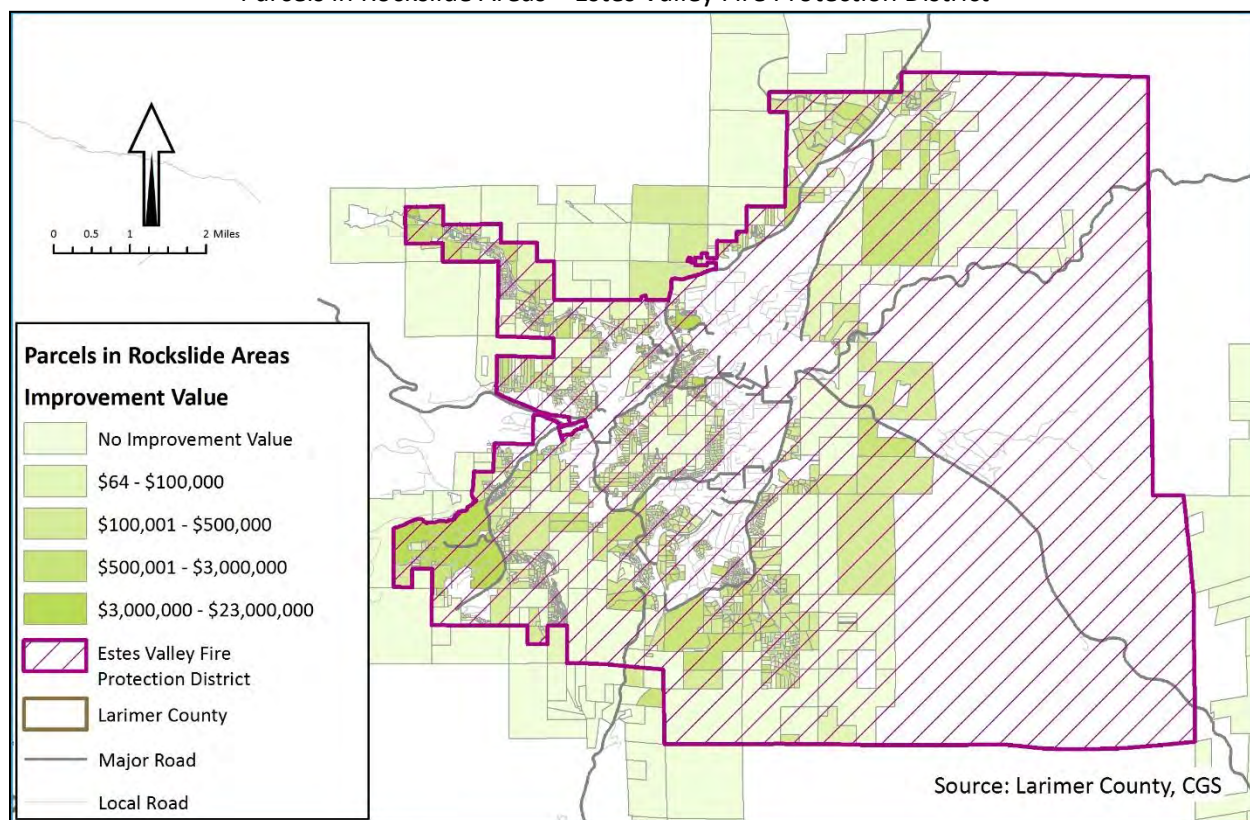 Parcels in Rockslide Areas – Estes Valley Fire Protection District
0 0.5 1 2 Miles
Parcels in Rockslide Areas
Improvement Value
No Improvement Value
$64 - $100,000
$100,001 - $500,000
$500,001 - $3,000,000
$3,000,000 - $23,000,000
Estes Valley Fire
Protection District
Larimer County
Major Road
Local Road
Source: Larimer County, CGS